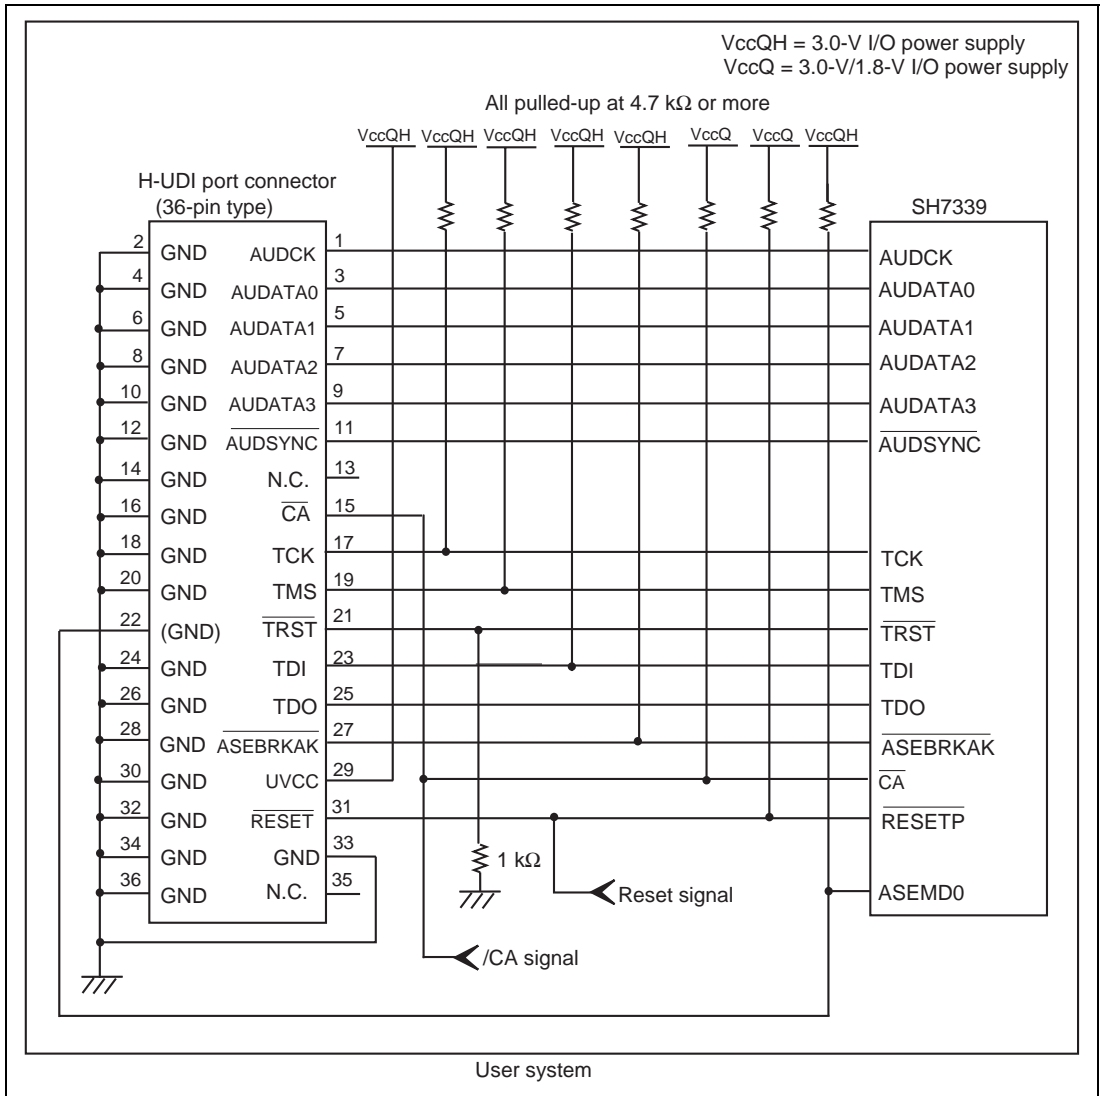 VccQH = 3.0-V I/O power supply
VccQ = 3.0-V/1.8-V I/O power supply
All pulled-up at 4.7 kΩ or more
VccQH VccQH VccQH VccQH VccQH VccQ VccQ VccQH
H-UDI port connector
(36-pin type)
SH7339
2 GND AUDCK 1 AUDCK
4 GND AUDATA0 3 AUDATA0
6 GND AUDATA1 5 AUDATA1
8 GND AUDATA2 7 AUDATA2
10 GND AUDATA3 9 AUDATA3
12 GND AUDSYNC 11 AUDSYNC
14 GND N.C. 13
16 GND CA 15
18 GND TCK 17 TCK
20 GND TMS 19 TMS
22 (GND) TRST 21 TRST
24 GND TDI 23 TDI
26 GND TDO 25 TDO
28 GND ASEBRKAK 27 ASEBRKAK
30 GND UVCC 29 CA
32 GND RESET 31 RESETP
34 GND GND 33 1 kΩ
36 GND N.C. 35 Reset signal ASEMD0
/CA signal
User system